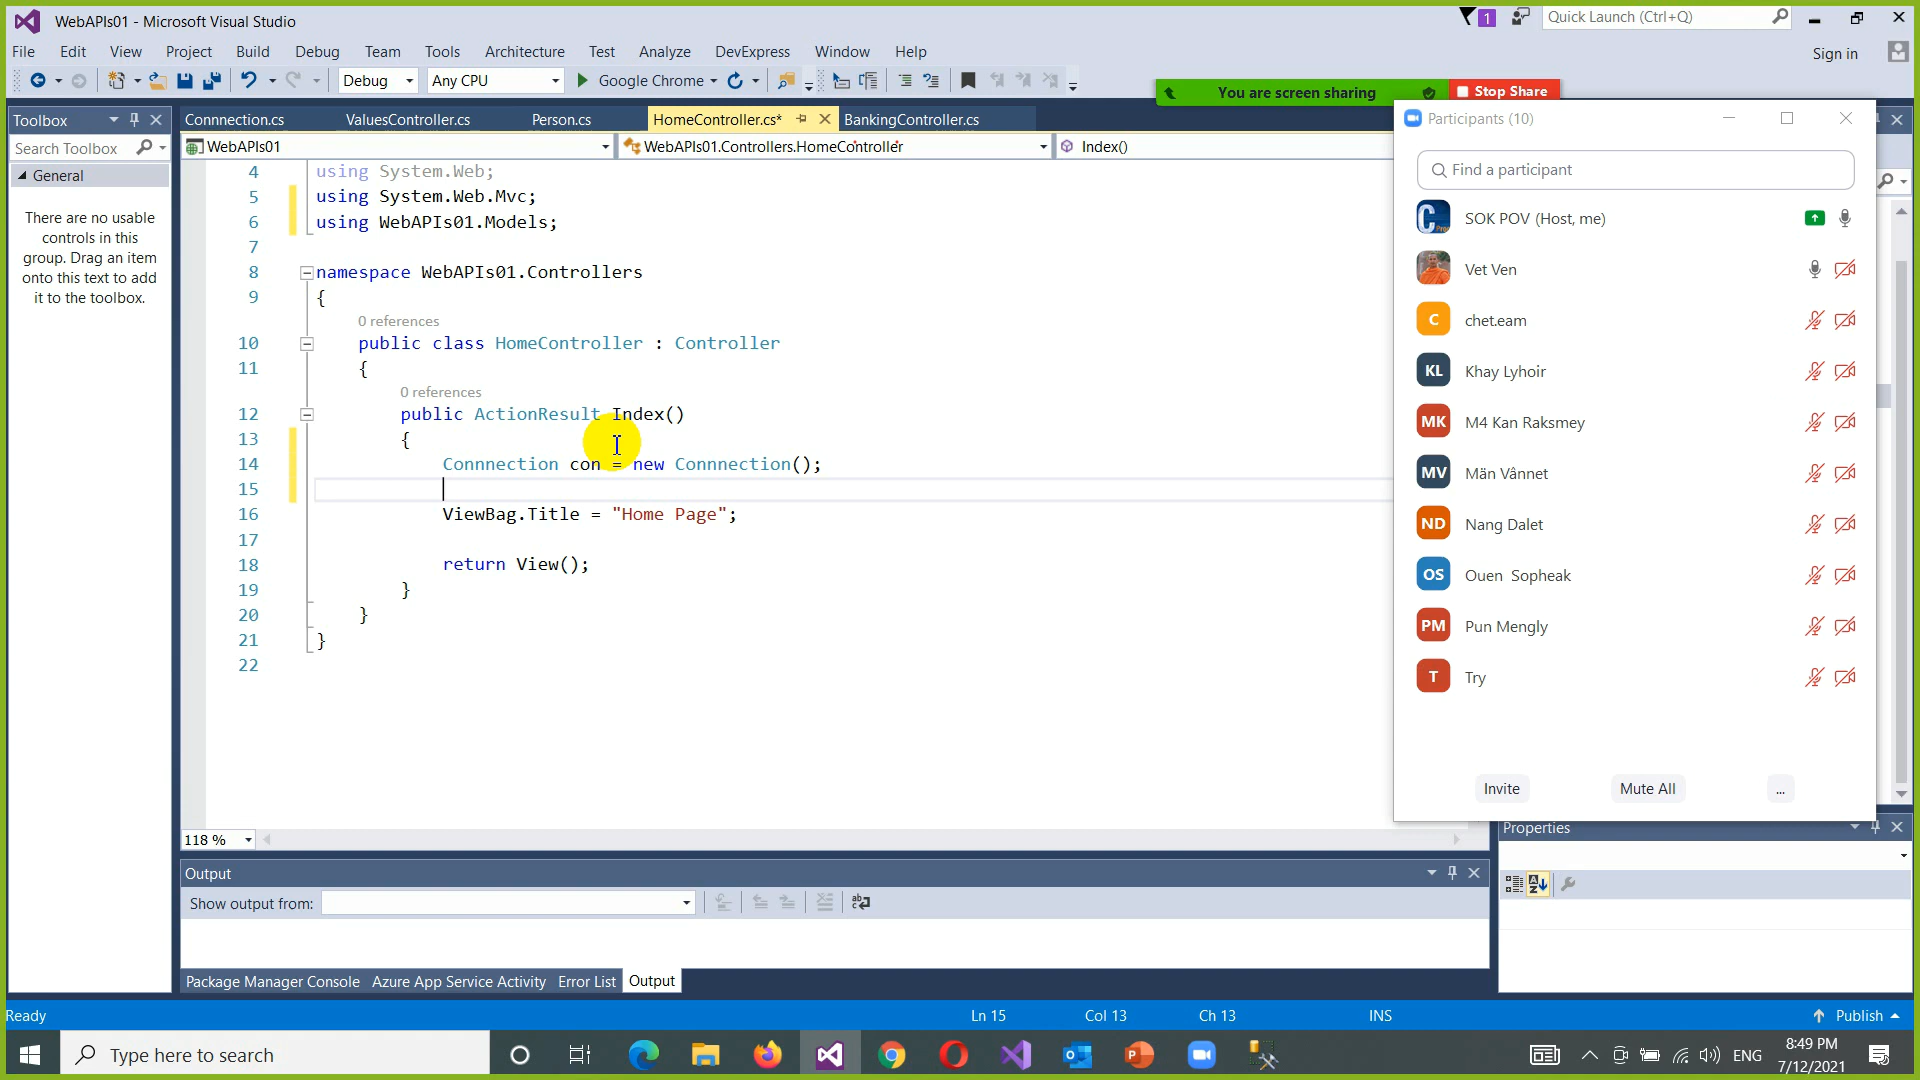 WebAPIs01 - Microsoft Visual Studio
1
Quick Launch (Ctrl+Q)
File Edit View Project Build Debug Team Tools Architecture Test Analyze DevExpress Window Help
Sign in
Debug Any CPU Google Chrome
You are screen sharing Stop Share
Toolbox
Search Toolbox
General
There are no usable
controls in this
group. Drag an item
onto this text to add
it to the toolbox.
Connnection.cs ValuesController.cs Person.cs HomeController.cs* BankingController.cs
WebAPIs01 WebAPIs01.Controllers.HomeController Index()
4 using System.Web;
5 using System.Web.Mvc;
6 using WebAPIs01.Models;
7
8 namespace WebAPIs01.Controllers
9 {
0 references
10 public class HomeController : Controller
11 {
0 references
12 public ActionResult Index()
13 {
14 Connnection con = new Connnection();
15
16 ViewBag.Title = "Home Page";
17
18 return View();
19 }
20 }
21 }
22
118 %
Participants (10)
Find a participant
SOK POV (Host, me)
Vet Ven
C chet.eam
KL Khay Lyhoir
MK M4 Kan Raksmey
MV Män Vânnet
ND Nang Dalet
OS Ouen Sopheak
PM Pun Mengly
T Try
Invite Mute All ...
Properties
Output
Show output from:
Package Manager Console Azure App Service Activity Error List Output
Ready Ln 15 Col 13 Ch 13 INS Publish
Type here to search
ENG
8:49 PM
7/12/2021